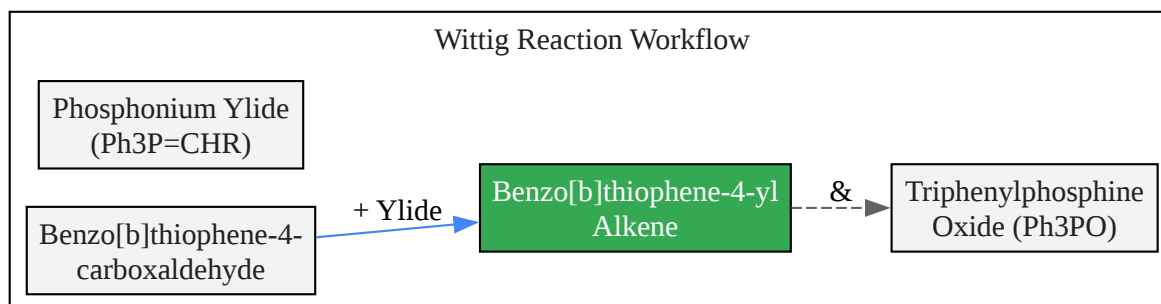 Wittig Reaction Workflow
Phosphonium Ylide
(Ph3P=CHR)
Benzo[b]thiophene-4-
carboxaldehyde
+ Ylide
Benzo[b]thiophene-4-yl
Alkene
&
Triphenylphosphine
Oxide (Ph3PO)